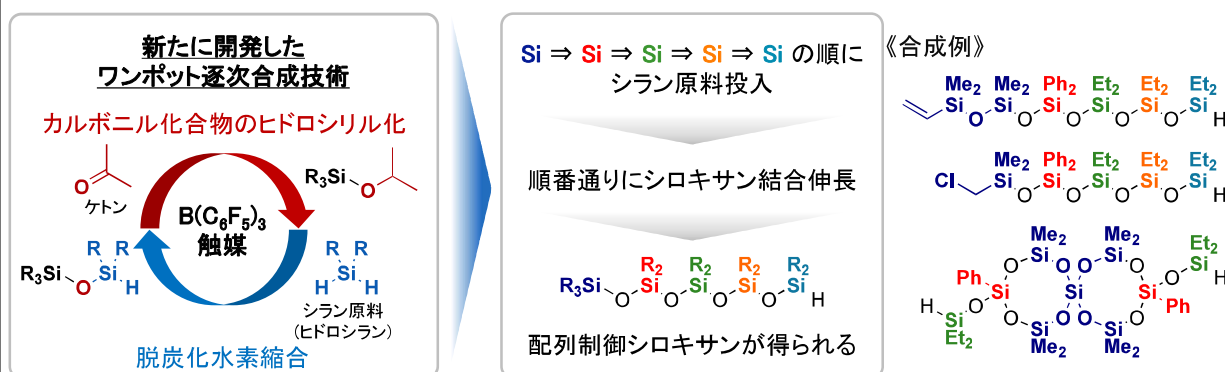 新たに開発した
ワンポット逐次合成技術
カルボニル化合物のヒドロシリル化
O
ケトン
R3Si
O
B(C6F5)3
触媒
R3Si
O
R R
Si
H
R R
Si
H H
シラン原料
(ヒドロシラン)
脱炭化水素縮合
Si ⇒ Si ⇒ Si ⇒ Si ⇒ Si の順に
シラン原料投入
順番通りにシロキサン結合伸長
R2 R2 R2 R2
R3Si Si Si Si Si
O O O O H
配列制御シロキサンが得られる
《合成例》
Me2 Me2 Ph2 Et2 Et2 Et2
Si Si Si Si Si Si
O O O O O H
Me2 Ph2 Et2 Et2 Et2
Cl Si Si Si Si Si
O O O O H
Me2 Me2
Si Si
Et2
Si
H
O O O O
O
Ph
Si Si Si
Ph
H
O
O O O O
Si
Et2
Si Si
Me2 Me2